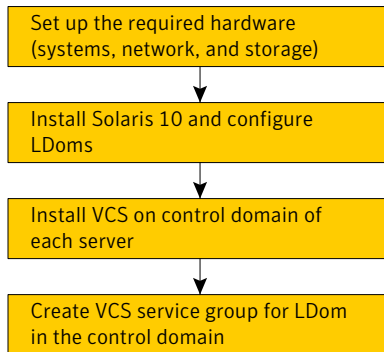 Set up the required hardware
(systems, network, and storage)
Install Solaris 10 and configure
LDoms
Install VCS on control domain of
each server
Create VCS service group for LDom
in the control domain